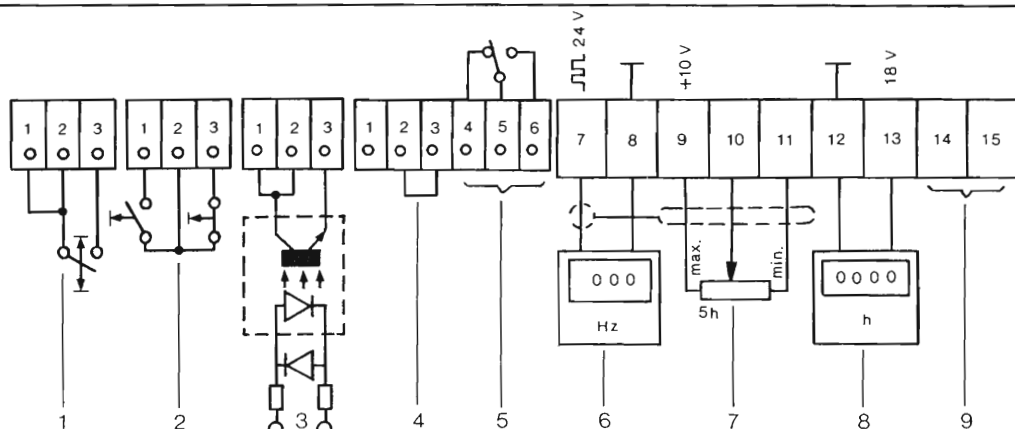 24 V
+10 V
18 V
1 2 3
1 2 3
1 2 3
1 2 3 4 5 6
7 8 9 10 11 12 13 14 15
max.
min.
000
Hz
5h
0000
h
1 2 3 4 5 6 7 8 9